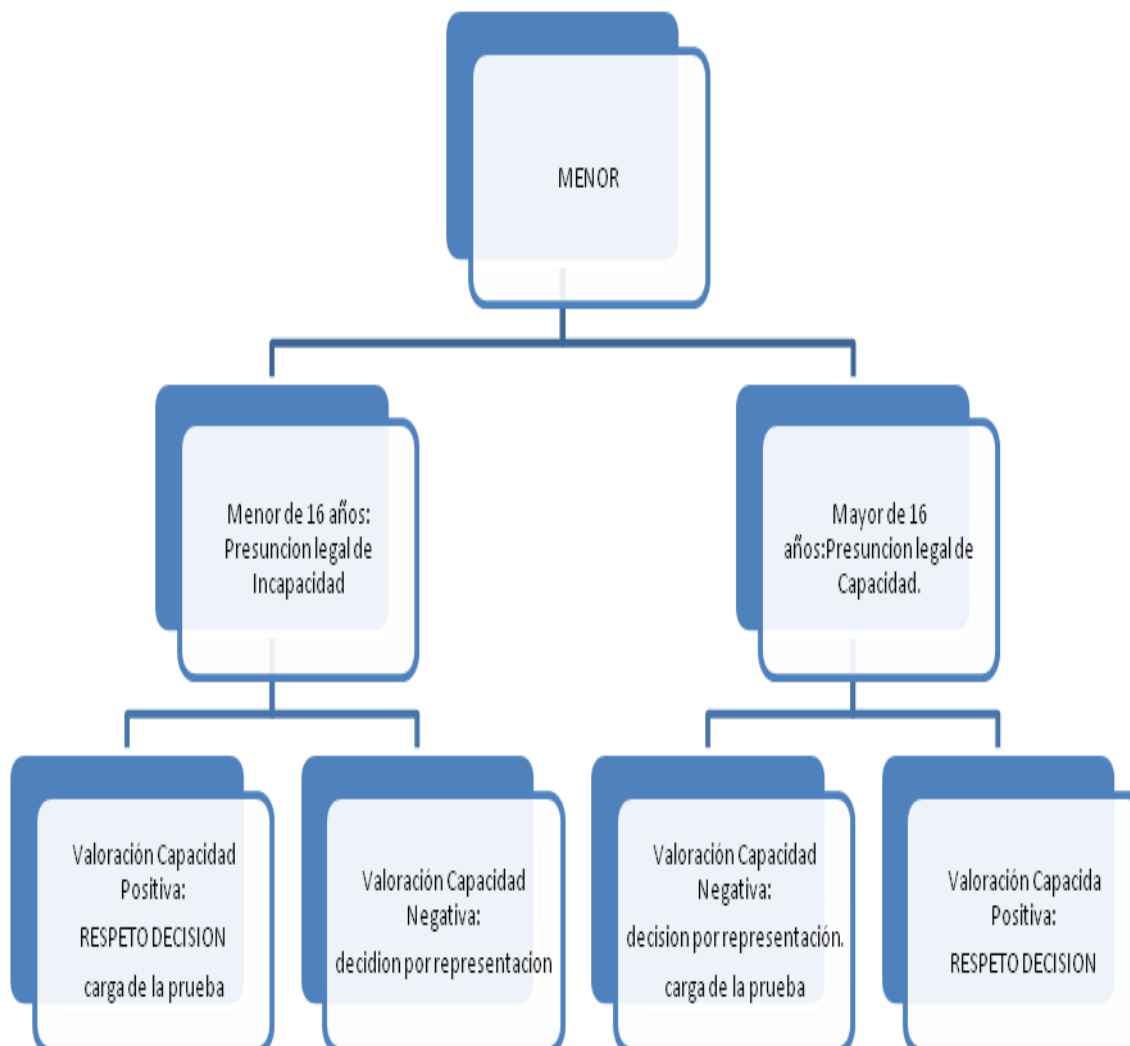 MENOR
Menor de 16 años:
Presuncion legal de
Incapacidad
Mayor de 16
años:Presuncion legal de
Capacidad.
Valoración Capacidad
Positiva:
RESPETO DECISION
carga de la prueba
Valoración Capacidad
Negativa:
decidion por representacion
Valoración Capacidad
Negativa:
decision por representación.
carga de la prueba
Valoración Capacida
Positiva:
RESPETO DECISION